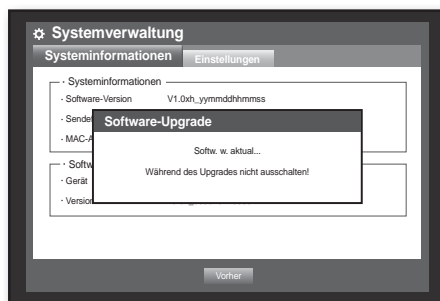 Systemverwaltung
Systeminformationen
Einstellungen
· Systeminformationen
· Software-Version V1.0xh_yymmddhhmmss
Software-Upgrade
Softw. w. aktual...
Während des Upgrades nicht ausschalten!
· Gerät
Vorher